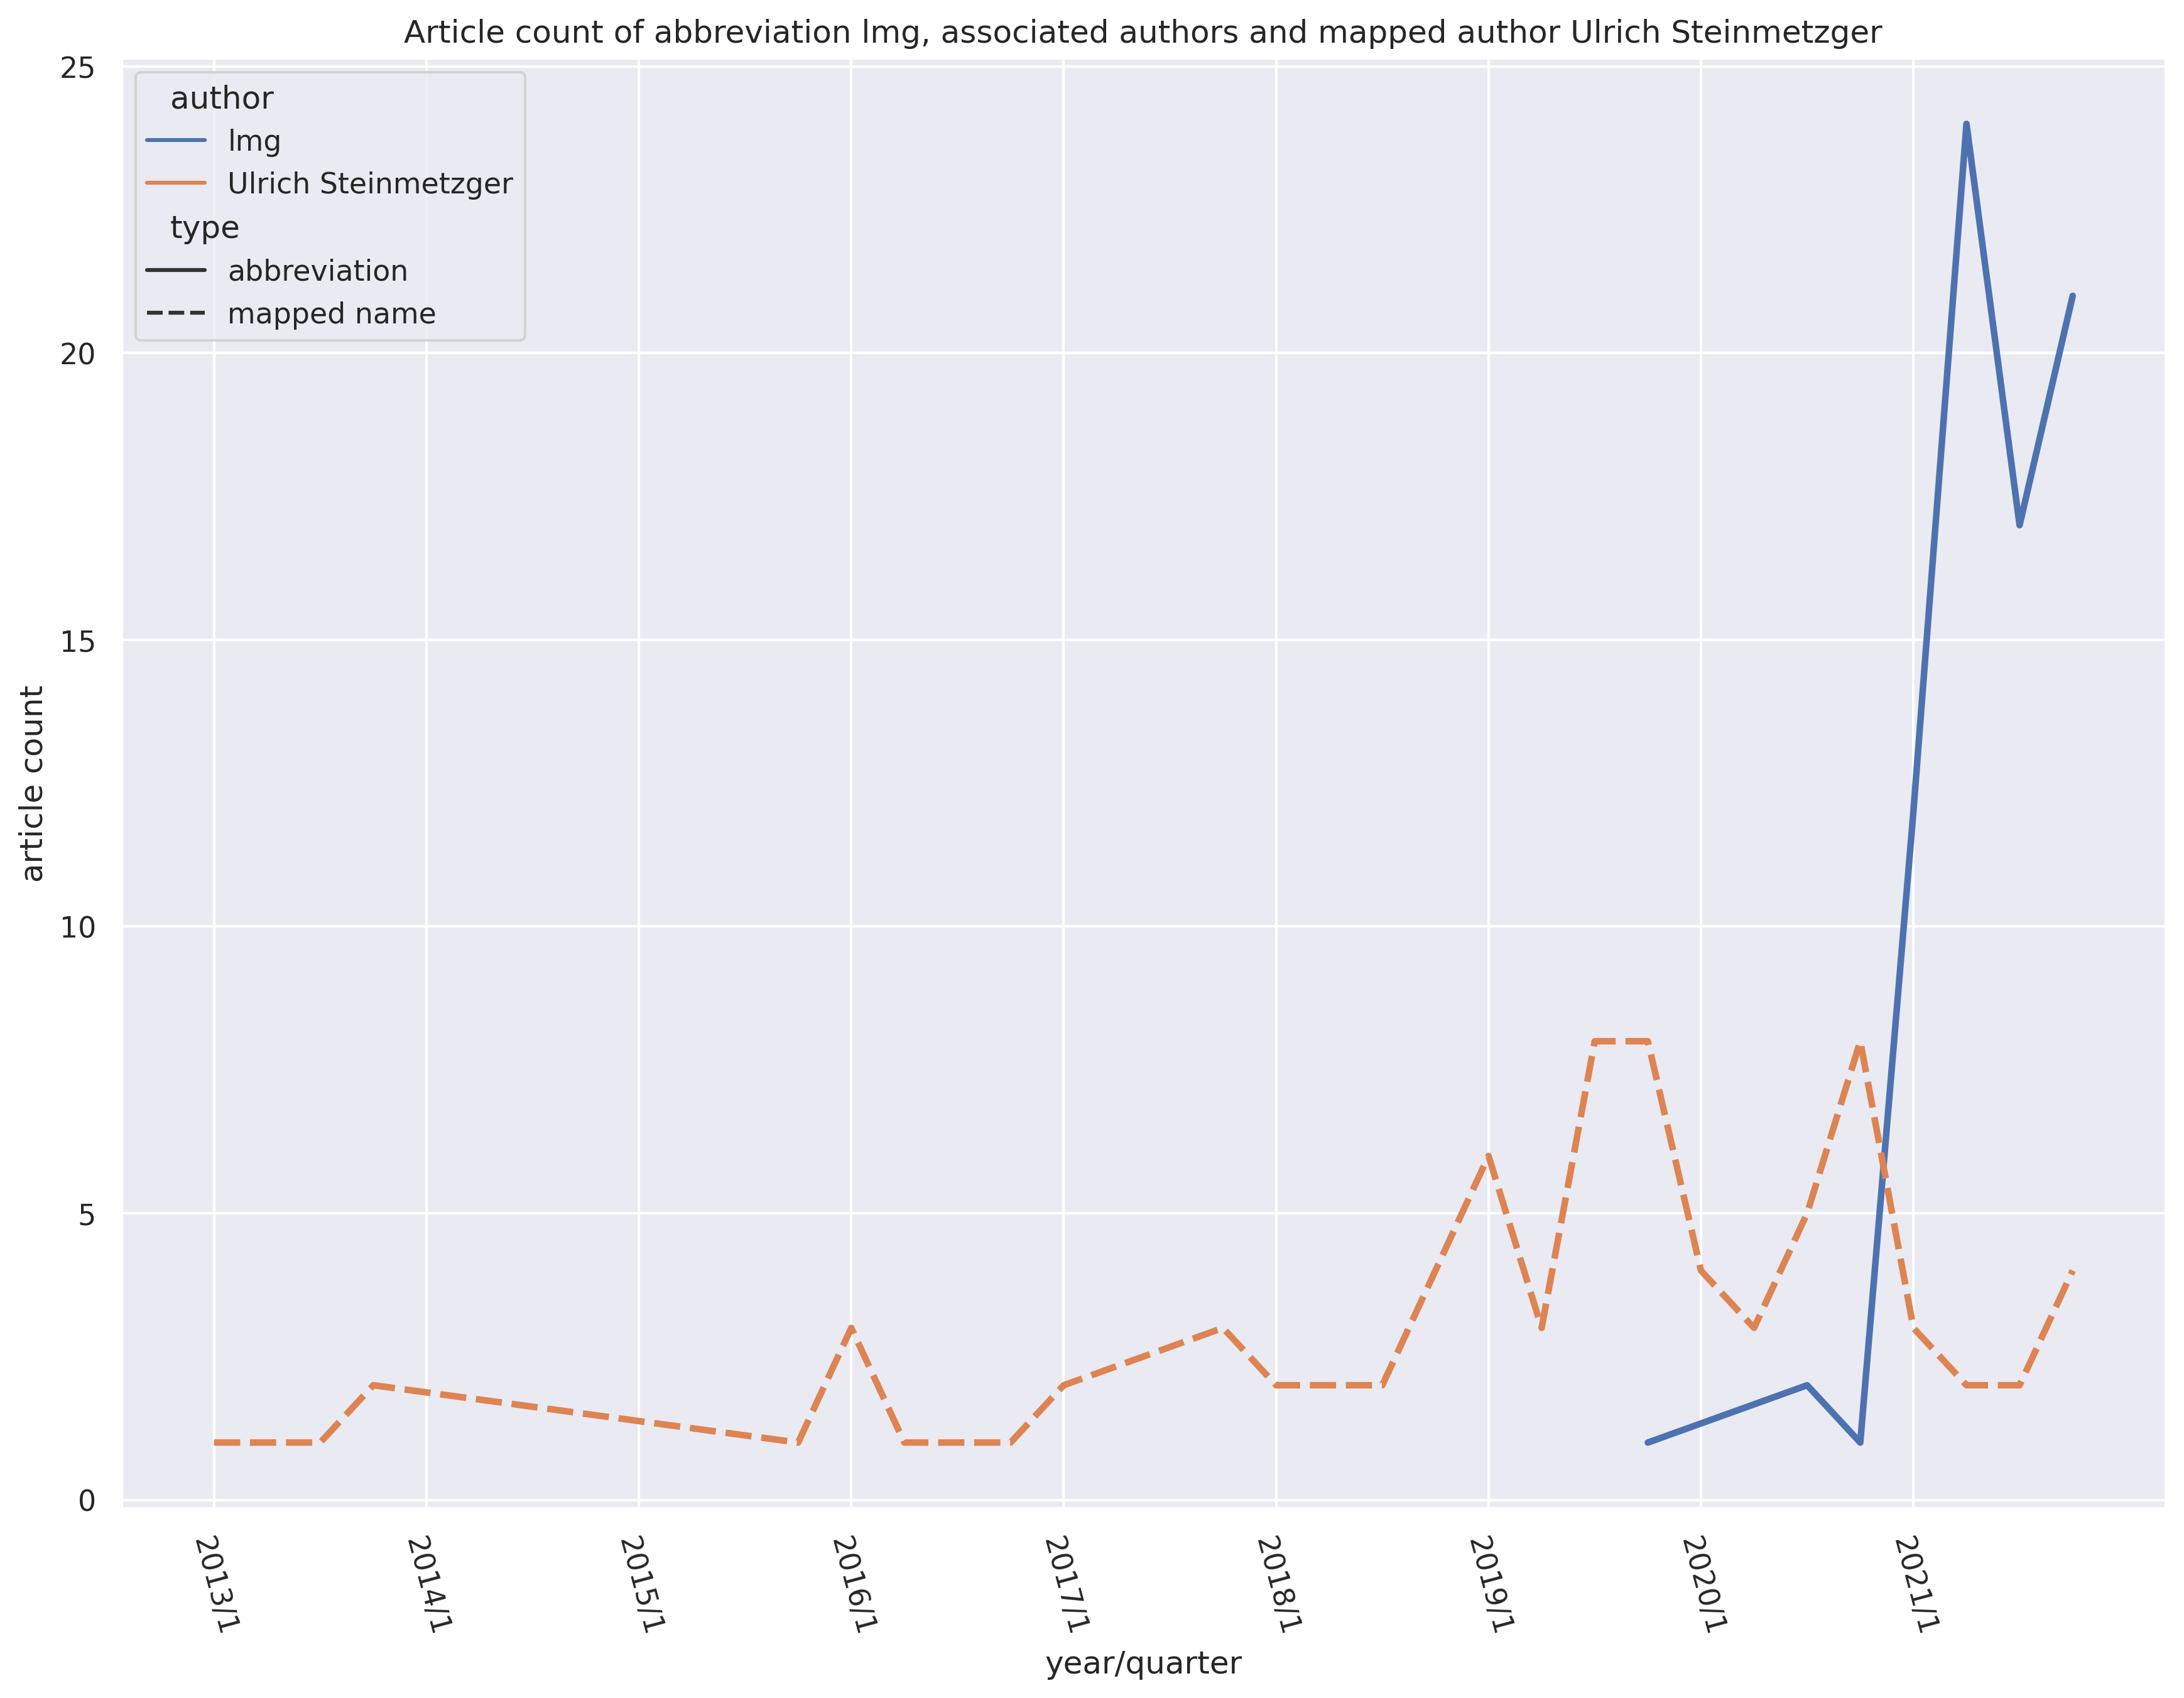 Article count of abbreviation lmg, associated authors and mapped author Ulrich Steinmetzger
25
20
15
10
5
0
article count
author
lmg
Ulrich Steinmetzger
type
abbreviation
mapped name
2013/1
2014/1
2015/1
2016/1
2017/1
2018/1
2019/1
2020/1
2021/1
year/quarter